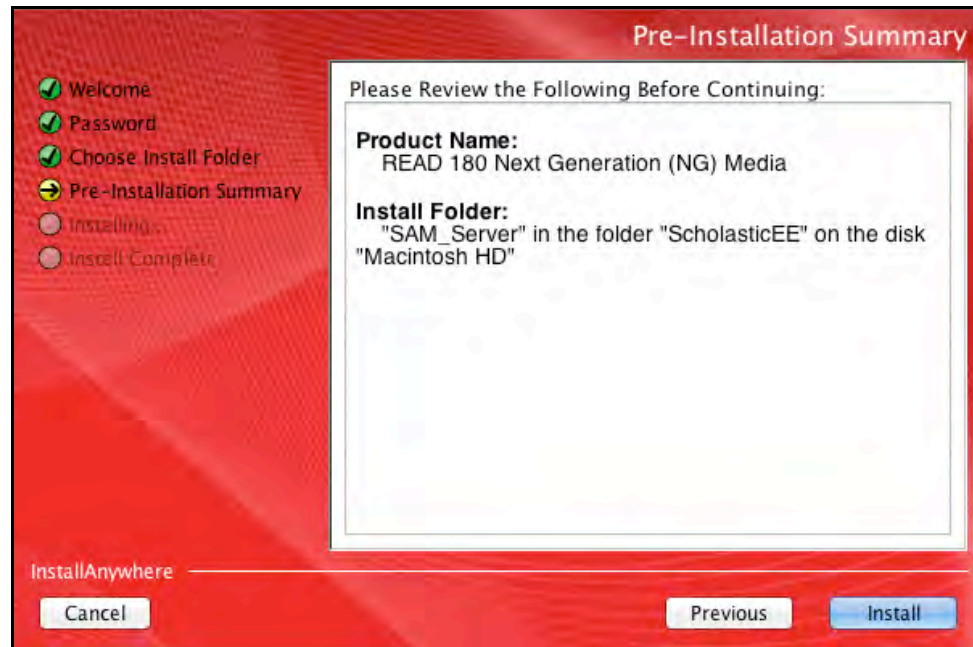 Pre-Installation Summary
Welcome
Password
Choose Install Folder
Pre-Installation Summary
Installing...
Install Complete
Please Review the Following Before Continuing:
Product Name:
READ 180 Next Generation (NG) Media
Install Folder:
"SAM_Server" in the folder "ScholasticEE" on the disk
"Macintosh HD"
InstallAnywhere
Cancel
Previous
Install